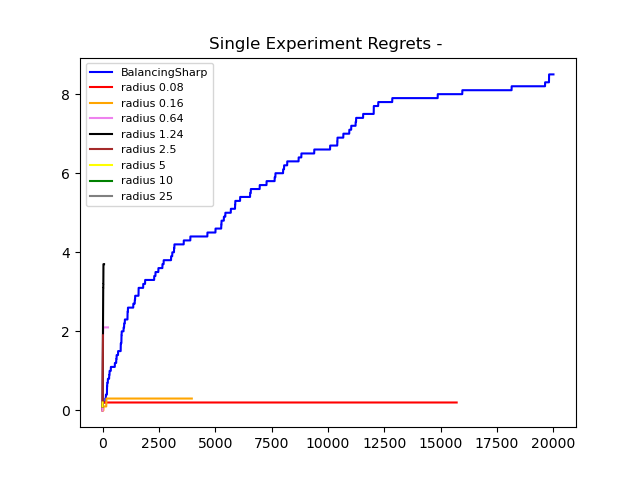 Single Experiment Regrets -
BalancingSharp
radius 0.08
radius 0.16
radius 0.64
radius 1.24
radius 2.5
radius 5
radius 10
radius 25
8
6
4
2
0
0 2500 5000 7500 10000 12500 15000 17500 20000